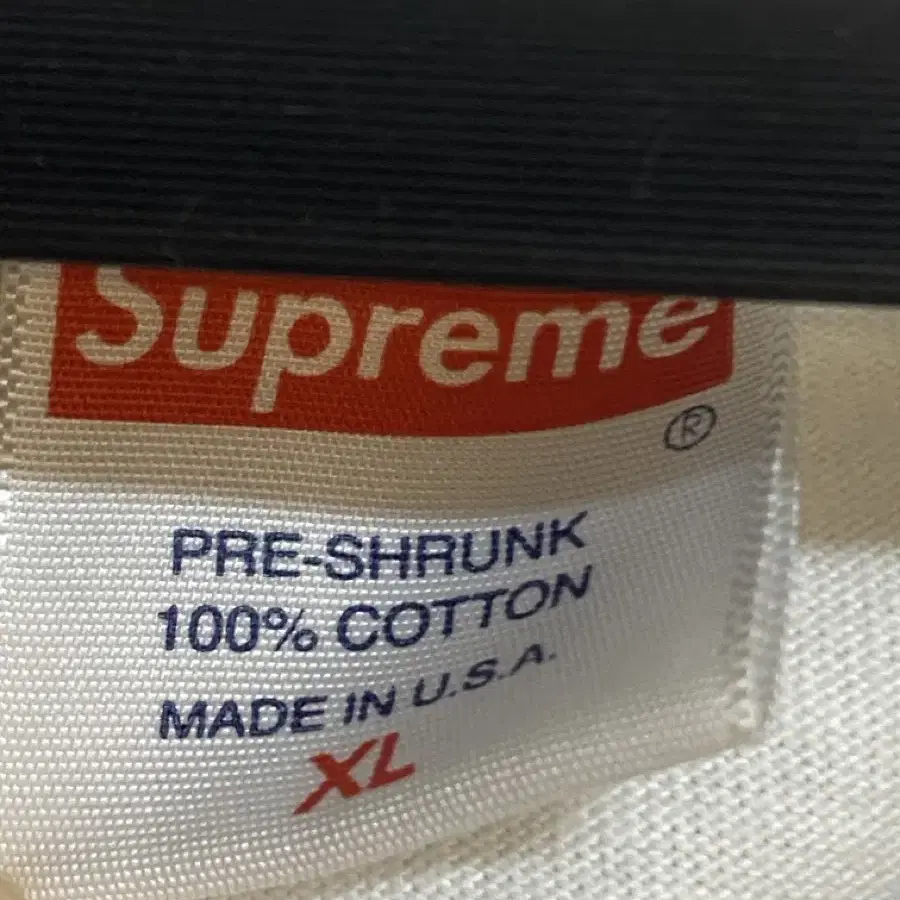 Supreme
®
PRE-SHRUNK
100% COTTON
MADE IN U.S.A.
XL